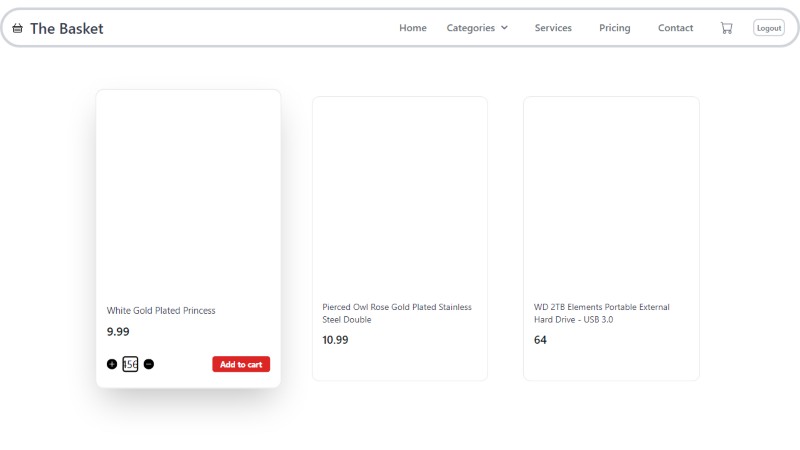 The Basket
Home Categories Services Pricing Contact Logout
White Gold Plated Princess
9.99
456 Add to cart
Pierced Owl Rose Gold Plated Stainless
Steel Double
10.99
WD 2TB Elements Portable External
Hard Drive - USB 3.0
64